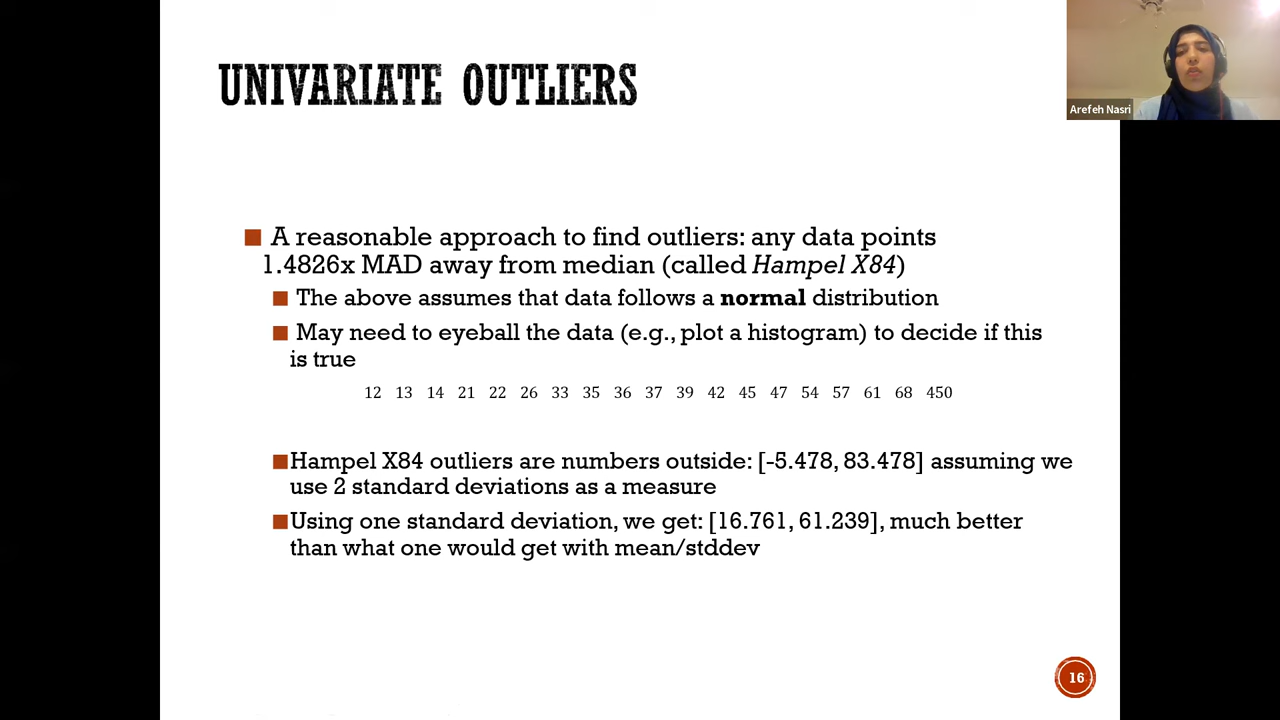 UNIVARIATE OUTLIERS
Arefeh Nasri
A reasonable approach to find outliers: any data points
1.4826x MAD away from median (called Hampel X84)
The above assumes that data follows a normal distribution
May need to eyeball the data (e.g., plot a histogram) to decide if this
is true
12 13 14 21 22 26 33 35 36 37 39 42 45 47 54 57 61 68 450
Hampel X84 outliers are numbers outside: [-5.478, 83.478] assuming we
use 2 standard deviations as a measure
Using one standard deviation, we get: [16.761, 61.239], much better
than what one would get with mean/stddev
16